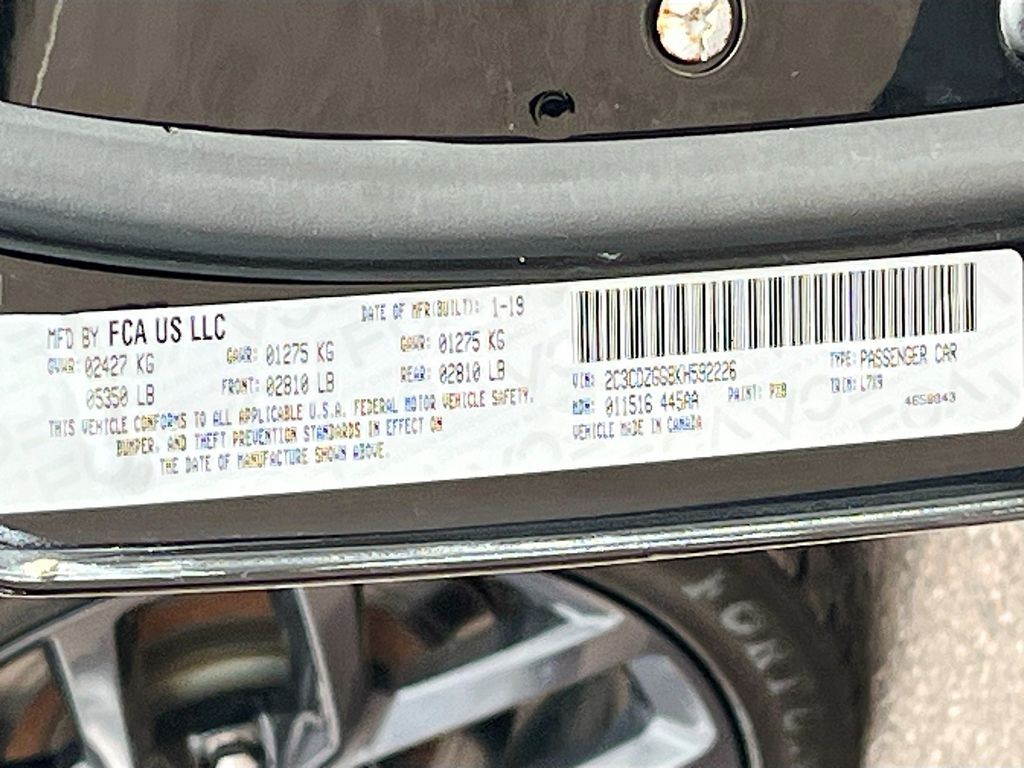 MFD BY FCA US LLC
DATE OF MFR(BUILT): 1-19
GVWR: 02427 KG
GAWR: 01275 KG
GAWR: 01275 KG
05350 LB
FRONT: 02810 LB
REAR: 02810 LB
THIS VEHICLE CONFORMS TO ALL APPLICABLE U.S.A. FEDERAL MOTOR VEHICLE SAFETY,
BUMPER, AND THEFT PREVENTION STANDARDS IN EFFECT ON
THE DATE OF MANUFACTURE SHOWN ABOVE.
VIN:
TYPE: PASSENGER CAR
MDH: 011516 445AA
PAINT:
TRIM: L7X9
VEHICLE MADE IN CANADA